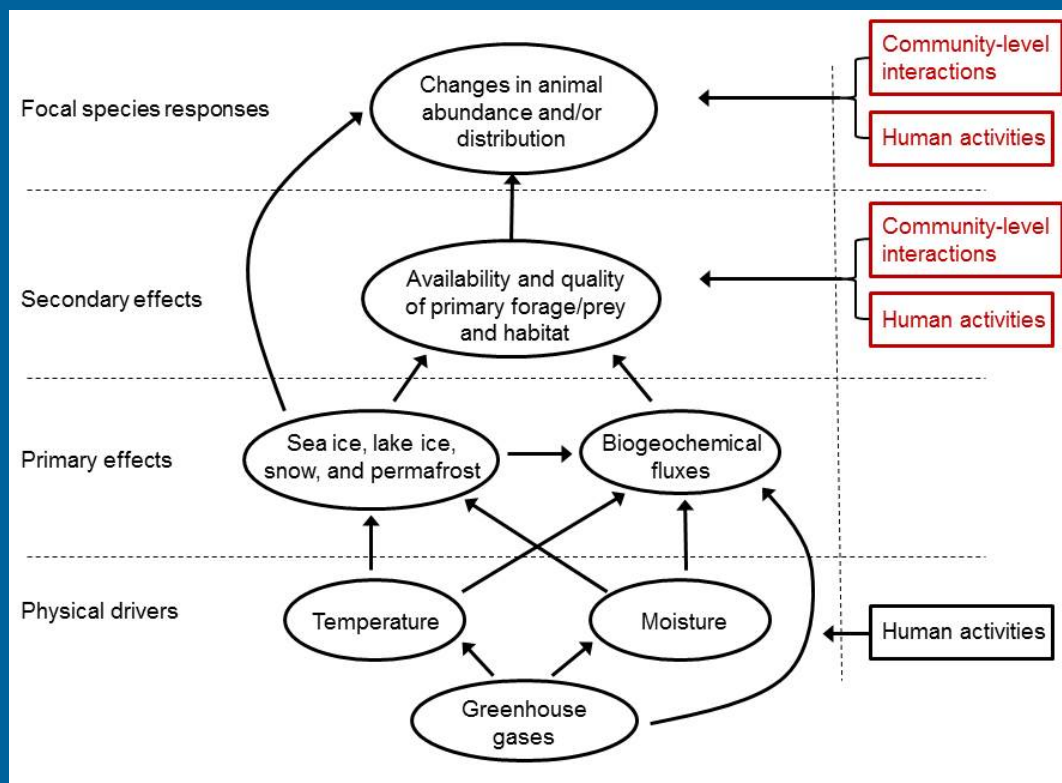 Community-level
interactions
Changes in animal
abundance and/or
distribution
Focal species responses
Human activities
Community-level
interactions
Availability and quality
of primary forage/prey
and habitat
Secondary effects
Human activities
Sea ice, lake ice,
snow, and permafrost
Biogeochemical
fluxes
Primary effects
Physical drivers
Temperature
Moisture
Human activities
Greenhouse
gases